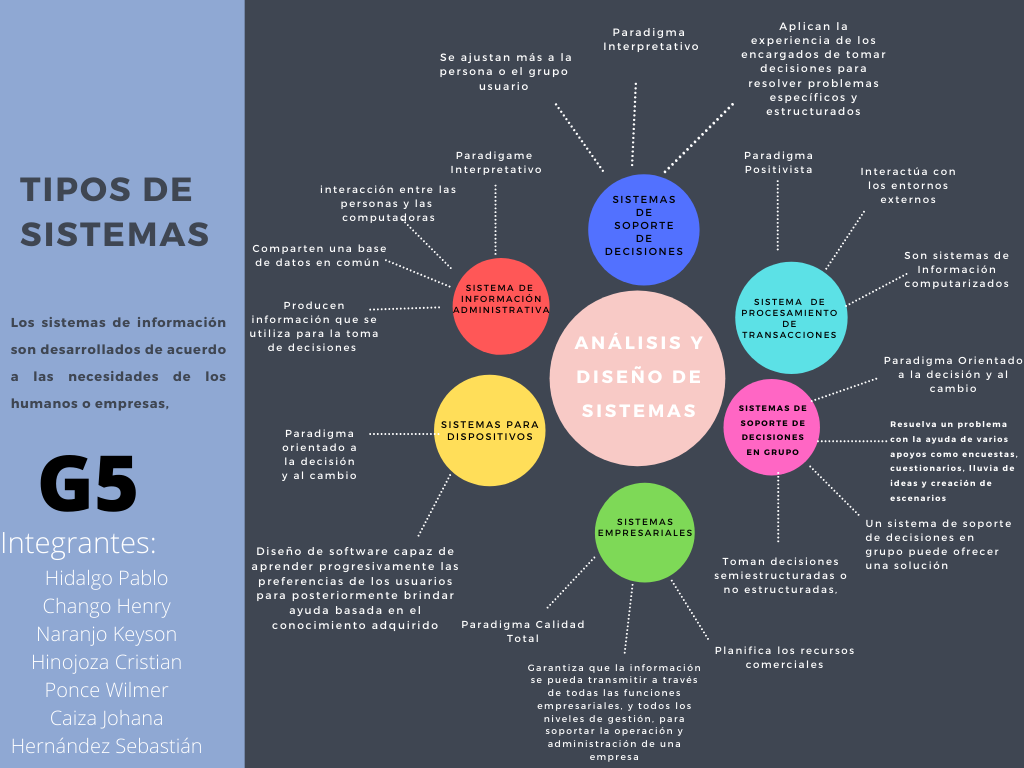 TIPOS DE
SISTEMAS
Los sistemas de información
son desarrollados de acuerdo
a las necesidades de los
humanos o empresas,
G5
Integrantes:
Hidalgo Pablo
Chango Henry
Naranjo Keyson
Hinojoza Cristian
Ponce Wilmer
Caiza Johana
Hernández Sebastián
ANÁLISIS Y
DISEÑO DE
SISTEMAS
SISTEMAS
DE
SOPORTE
DE
DECISIONES
Se ajustan más a la
persona o el grupo
usuario
Paradigma
Interpretativo
Aplican la
experiencia de los
encargados de tomar
decisiones para
resolver problemas
específicos y
estructurados
SISTEMA DE
PROCESAMIENTO
DE
TRANSACCIONES
Paradigma
Positivista
Interactúa con
los entornos
externos
Son sistemas de
Información
computarizados
SISTEMAS DE
SOPORTE DE
DECISIONES
EN GRUPO
Paradigma Orientado
a la decisión y al
cambio
Resuelva un problema
con la ayuda de varios
apoyos como encuestas,
cuestionarios, lluvia de
ideas y creación de
escenarios
Un sistema de soporte
de decisiones en
grupo puede ofrecer
una solución
Toman decisiones
semiestructuradas o
no estructuradas,
SISTEMAS
EMPRESARIALES
Planifica los recursos
comerciales
Garantiza que la información
se pueda transmitir a través
de todas las funciones
empresariales, y todos los
niveles de gestión, para
soportar la operación y
administración de una
empresa
Paradigma Calidad
Total
SISTEMAS PARA
DISPOSITIVOS
Paradigma
orientado a
la decisión
y al cambio
Diseño de software capaz de
aprender progresivamente las
preferencias de los usuarios
para posteriormente brindar
ayuda basada en el
conocimiento adquirido
SISTEMA DE
INFORMACIÓN
ADMINISTRATIVA
Paradigame
Interpretativo
interacción entre las
personas y las
computadoras
Comparten una base
de datos en común
Producen
información que se
utiliza para la toma
de decisiones